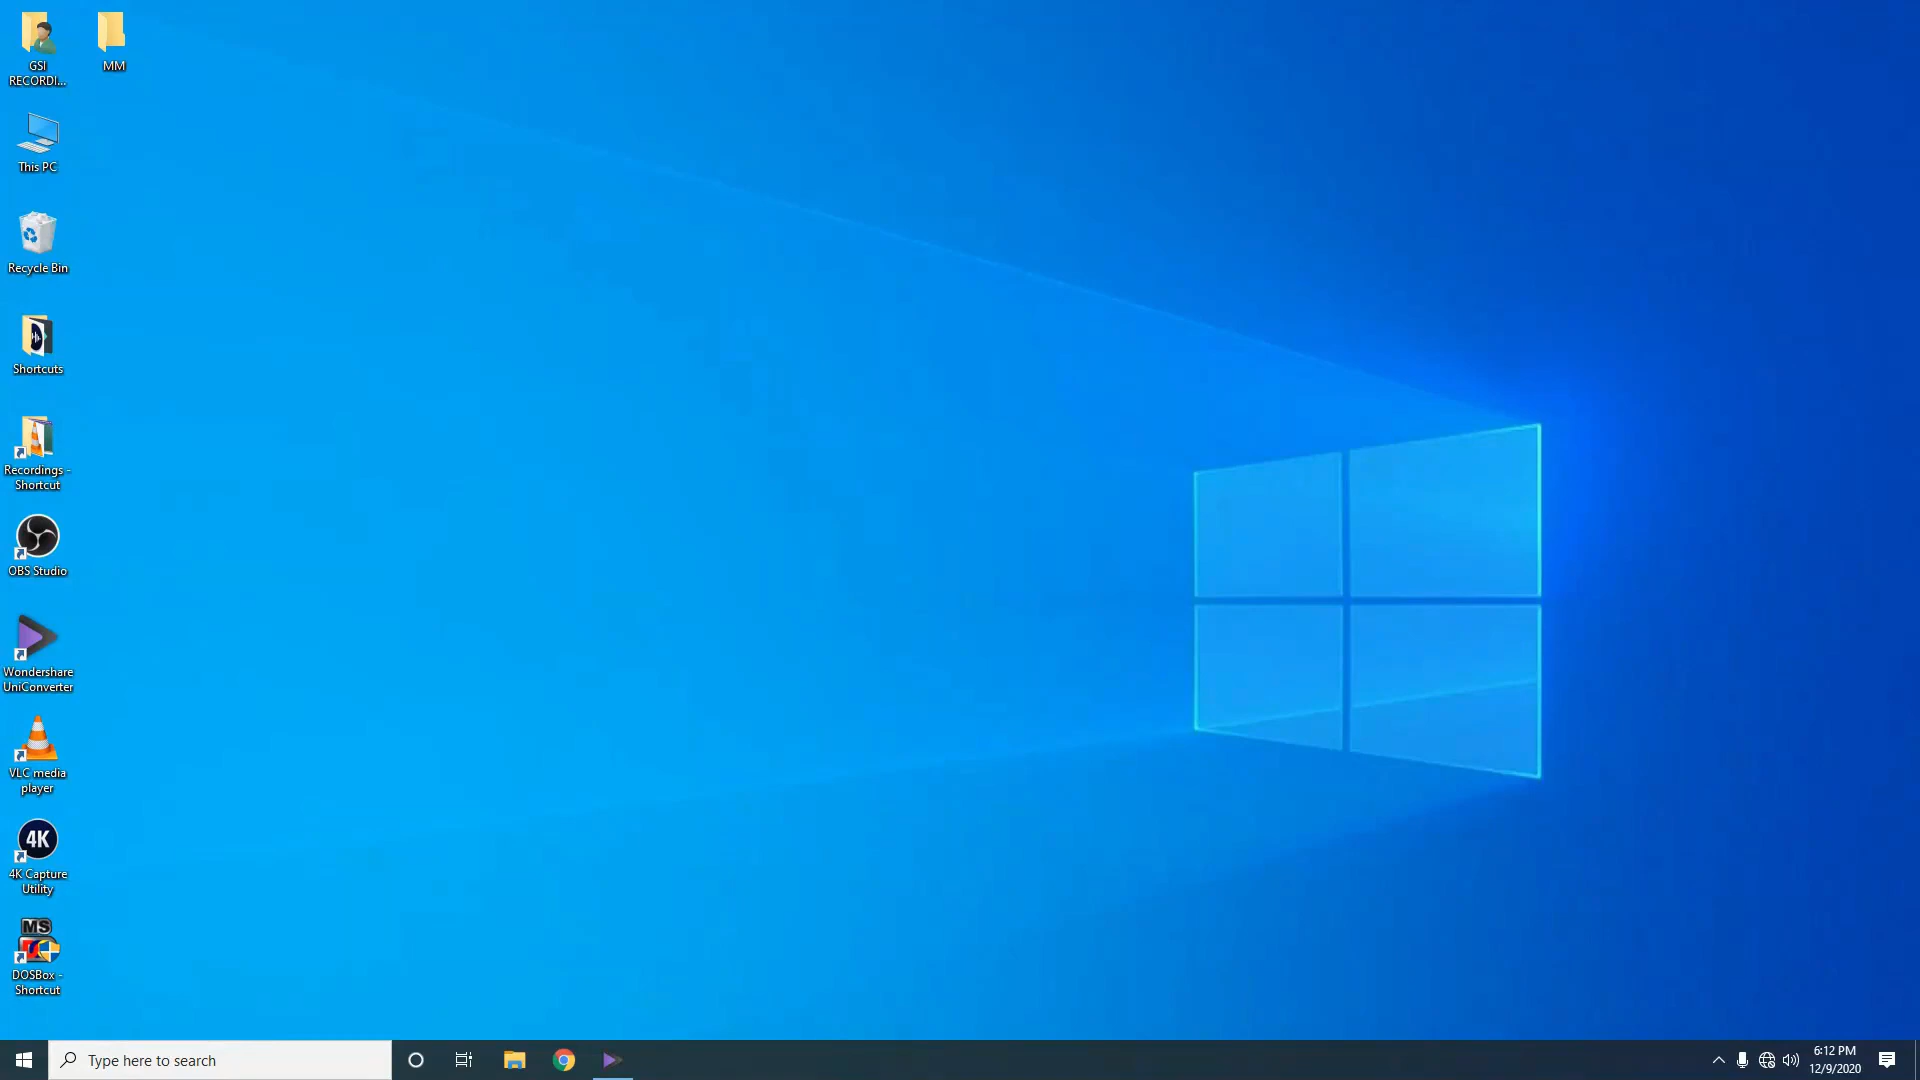 GSI
RECORDI...
MM
This PC
Recycle Bin
Shortcuts
Recordings -
Shortcut
OBS Studio
Wondershare
UniConverter
VLC media
player
4K
4K Capture
Utility
MS
DOSBox -
Shortcut
Type here to search
6:12 PM
12/9/2020